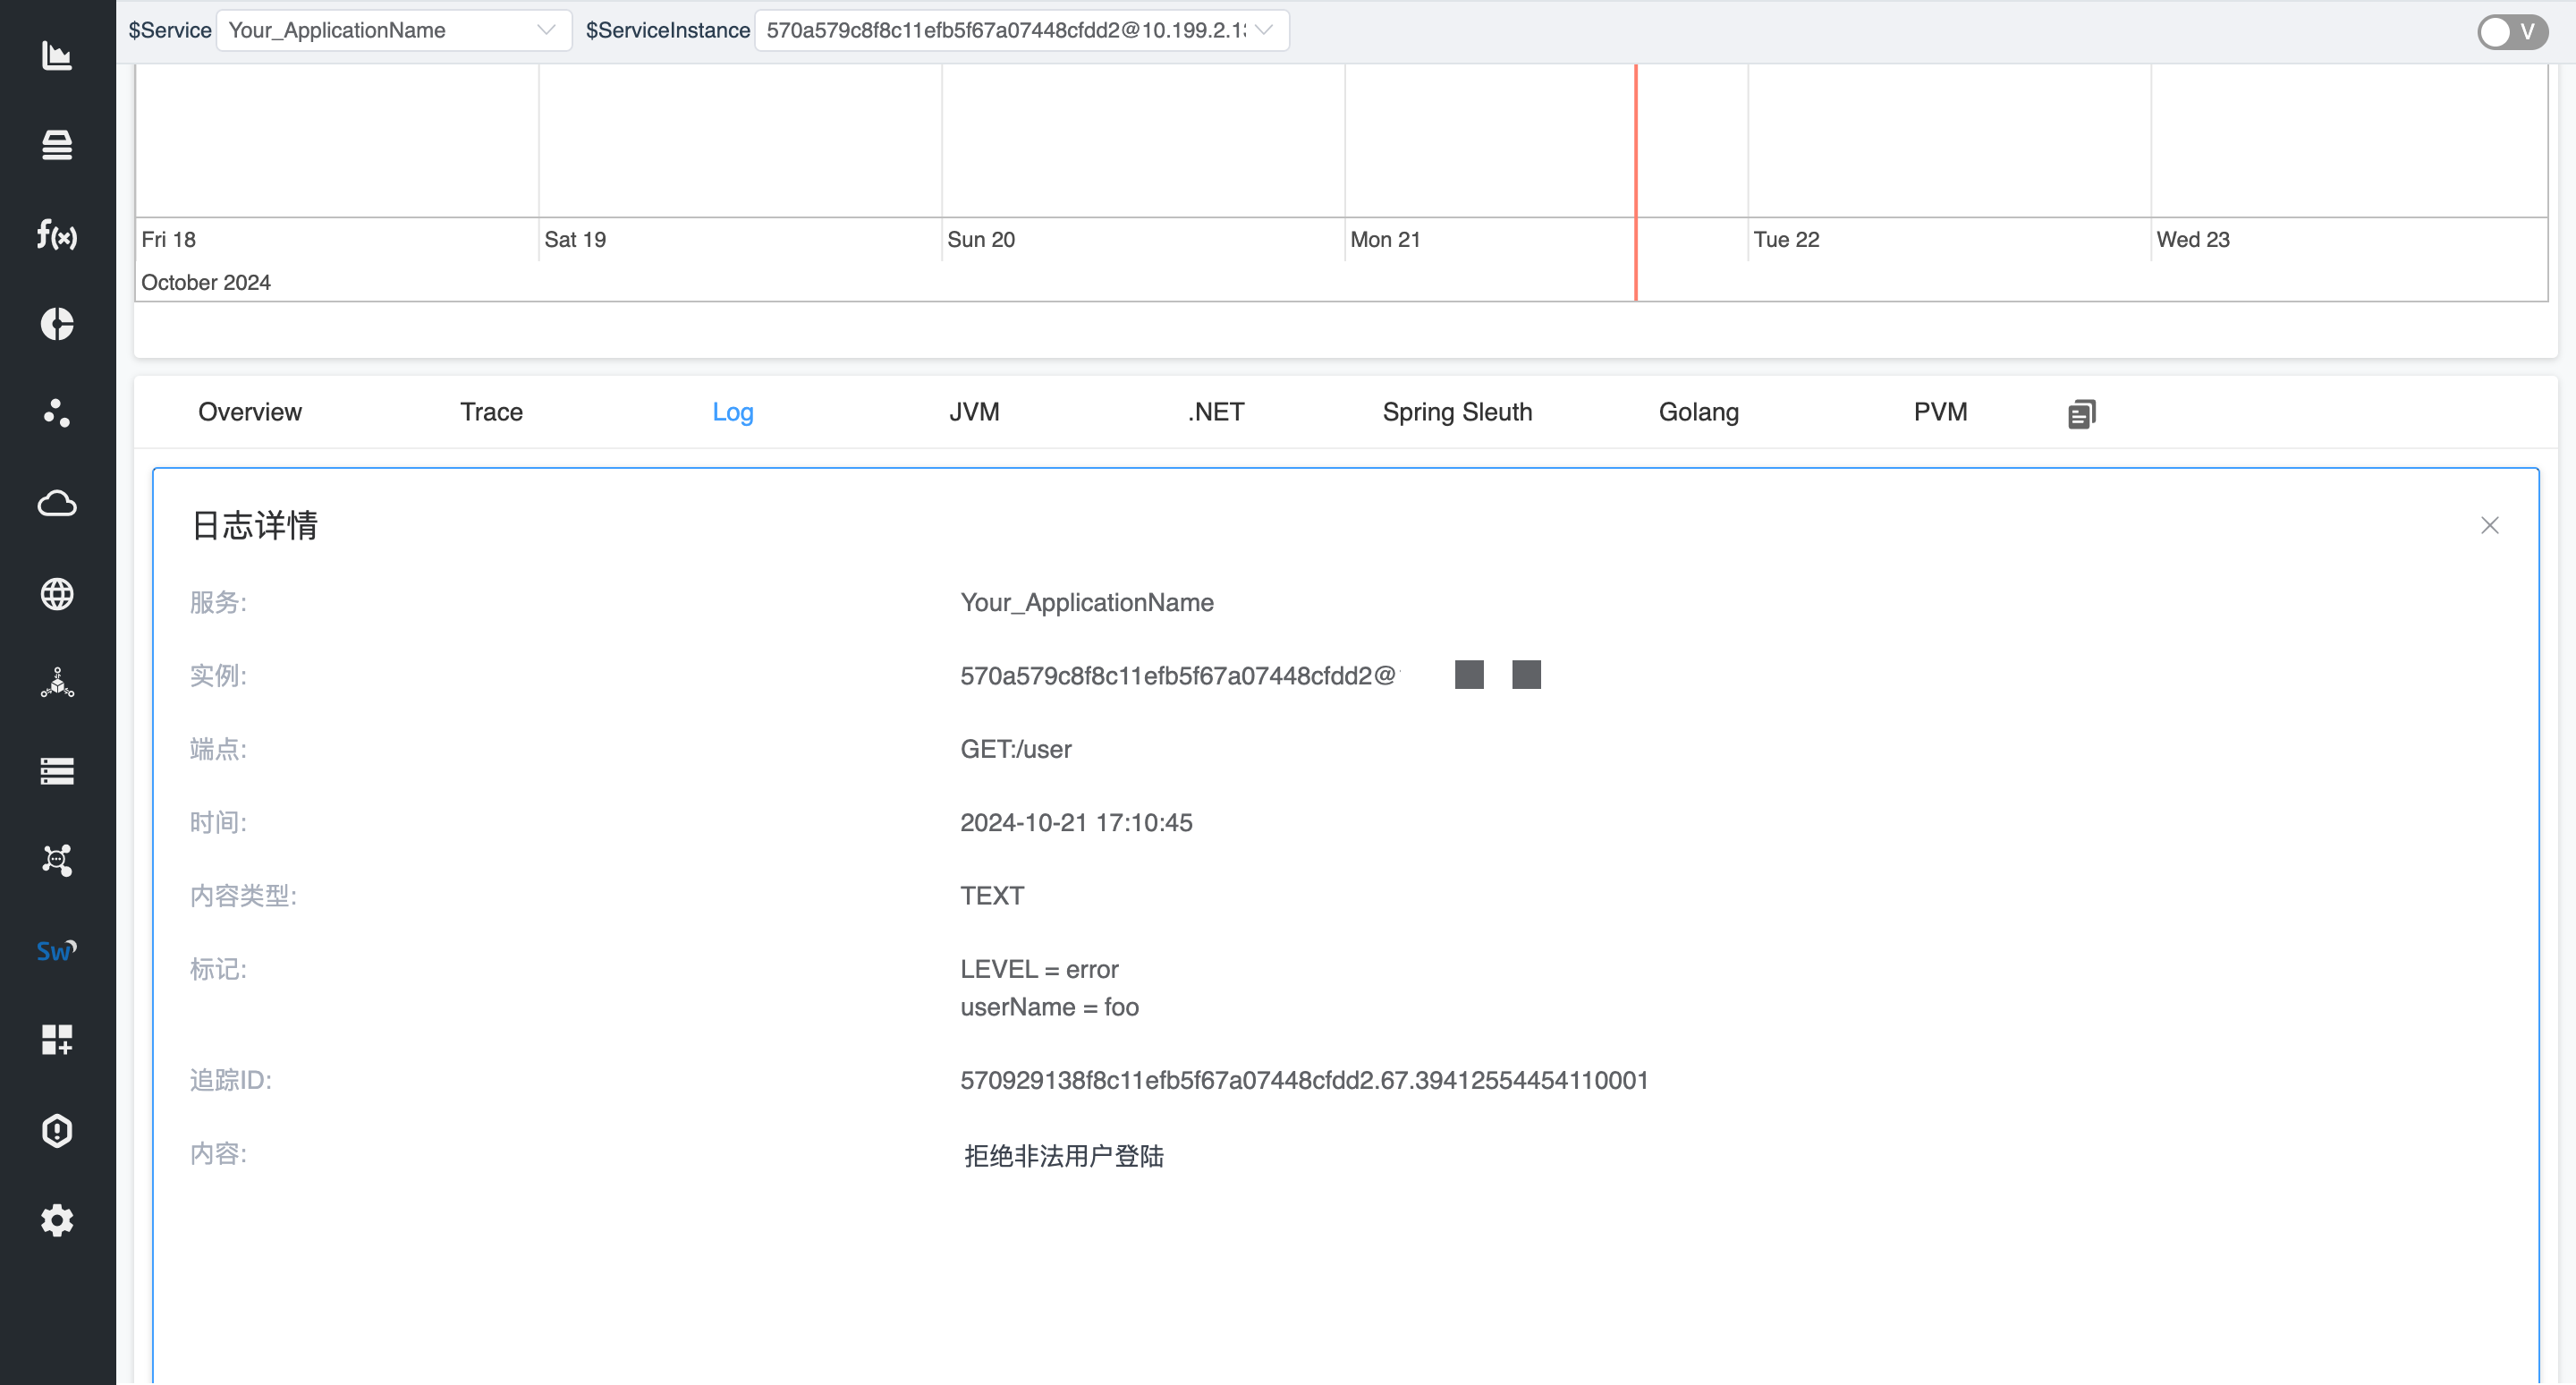 $Service Your_ApplicationName $ServiceInstance 570a579c8f8c11efb5f67a07448cfdd2@10.199.2.1 V
f(x)
Fri 18 Sat 19 Sun 20 Mon 21 Tue 22 Wed 23
October 2024
Overview Trace Log JVM .NET Spring Sleuth Golang PVM
日志详情
服务: Your_ApplicationName
实例: 570a579c8f8c11efb5f67a07448cfdd2@
端点: GET:/user
时间: 2024-10-21 17:10:45
内容类型: TEXT
Sw
标记: LEVEL = error
userName = foo
追踪ID: 570929138f8c11efb5f67a07448cfdd2.67.39412554454110001
内容: 拒绝非法用户登陆